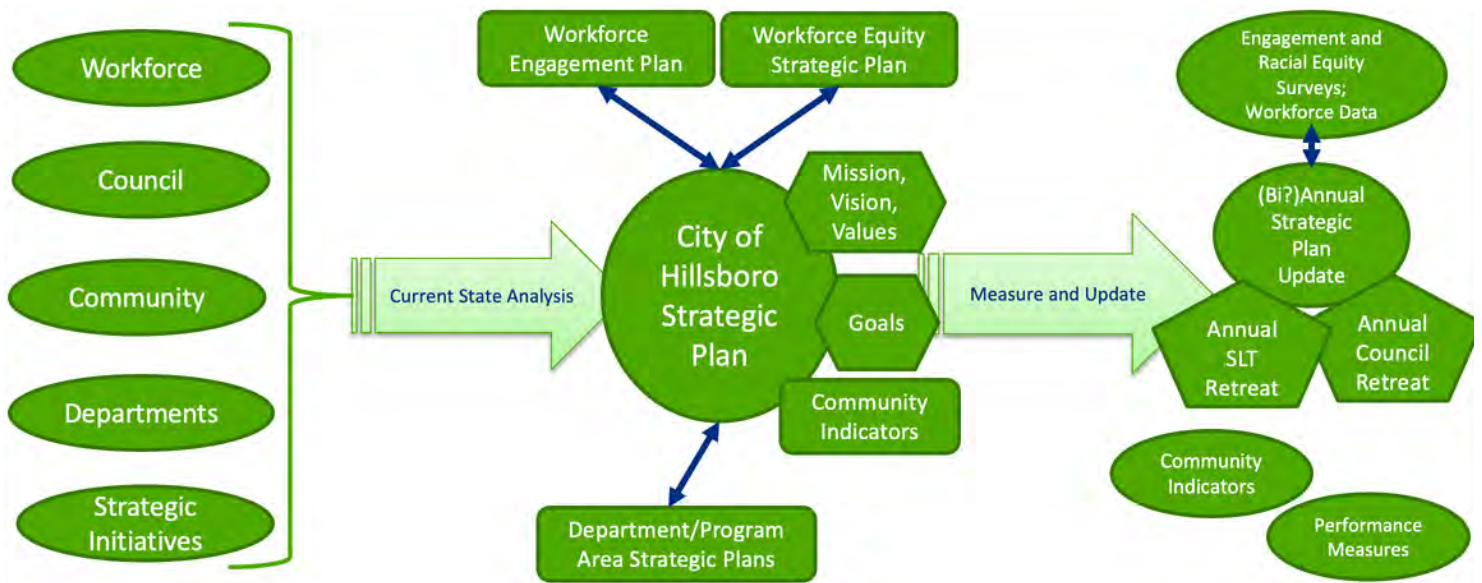 Workforce
Council
Community
Departments
Strategic
Initiatives
Current State Analysis
Workforce
Engagement Plan
Workforce Equity
Strategic Plan
City of
Hillsboro
Strategic
Plan
Mission,
Vision,
Values
Goals
Community
Indicators
Department/Program
Area Strategic Plans
Measure and Update
Engagement and
Racial Equity
Surveys;
Workforce Data
(Bi?)Annual
Strategic
Plan
Update
Annual
SLT
Retreat
Annual
Council
Retreat
Community
Indicators
Performance
Measures